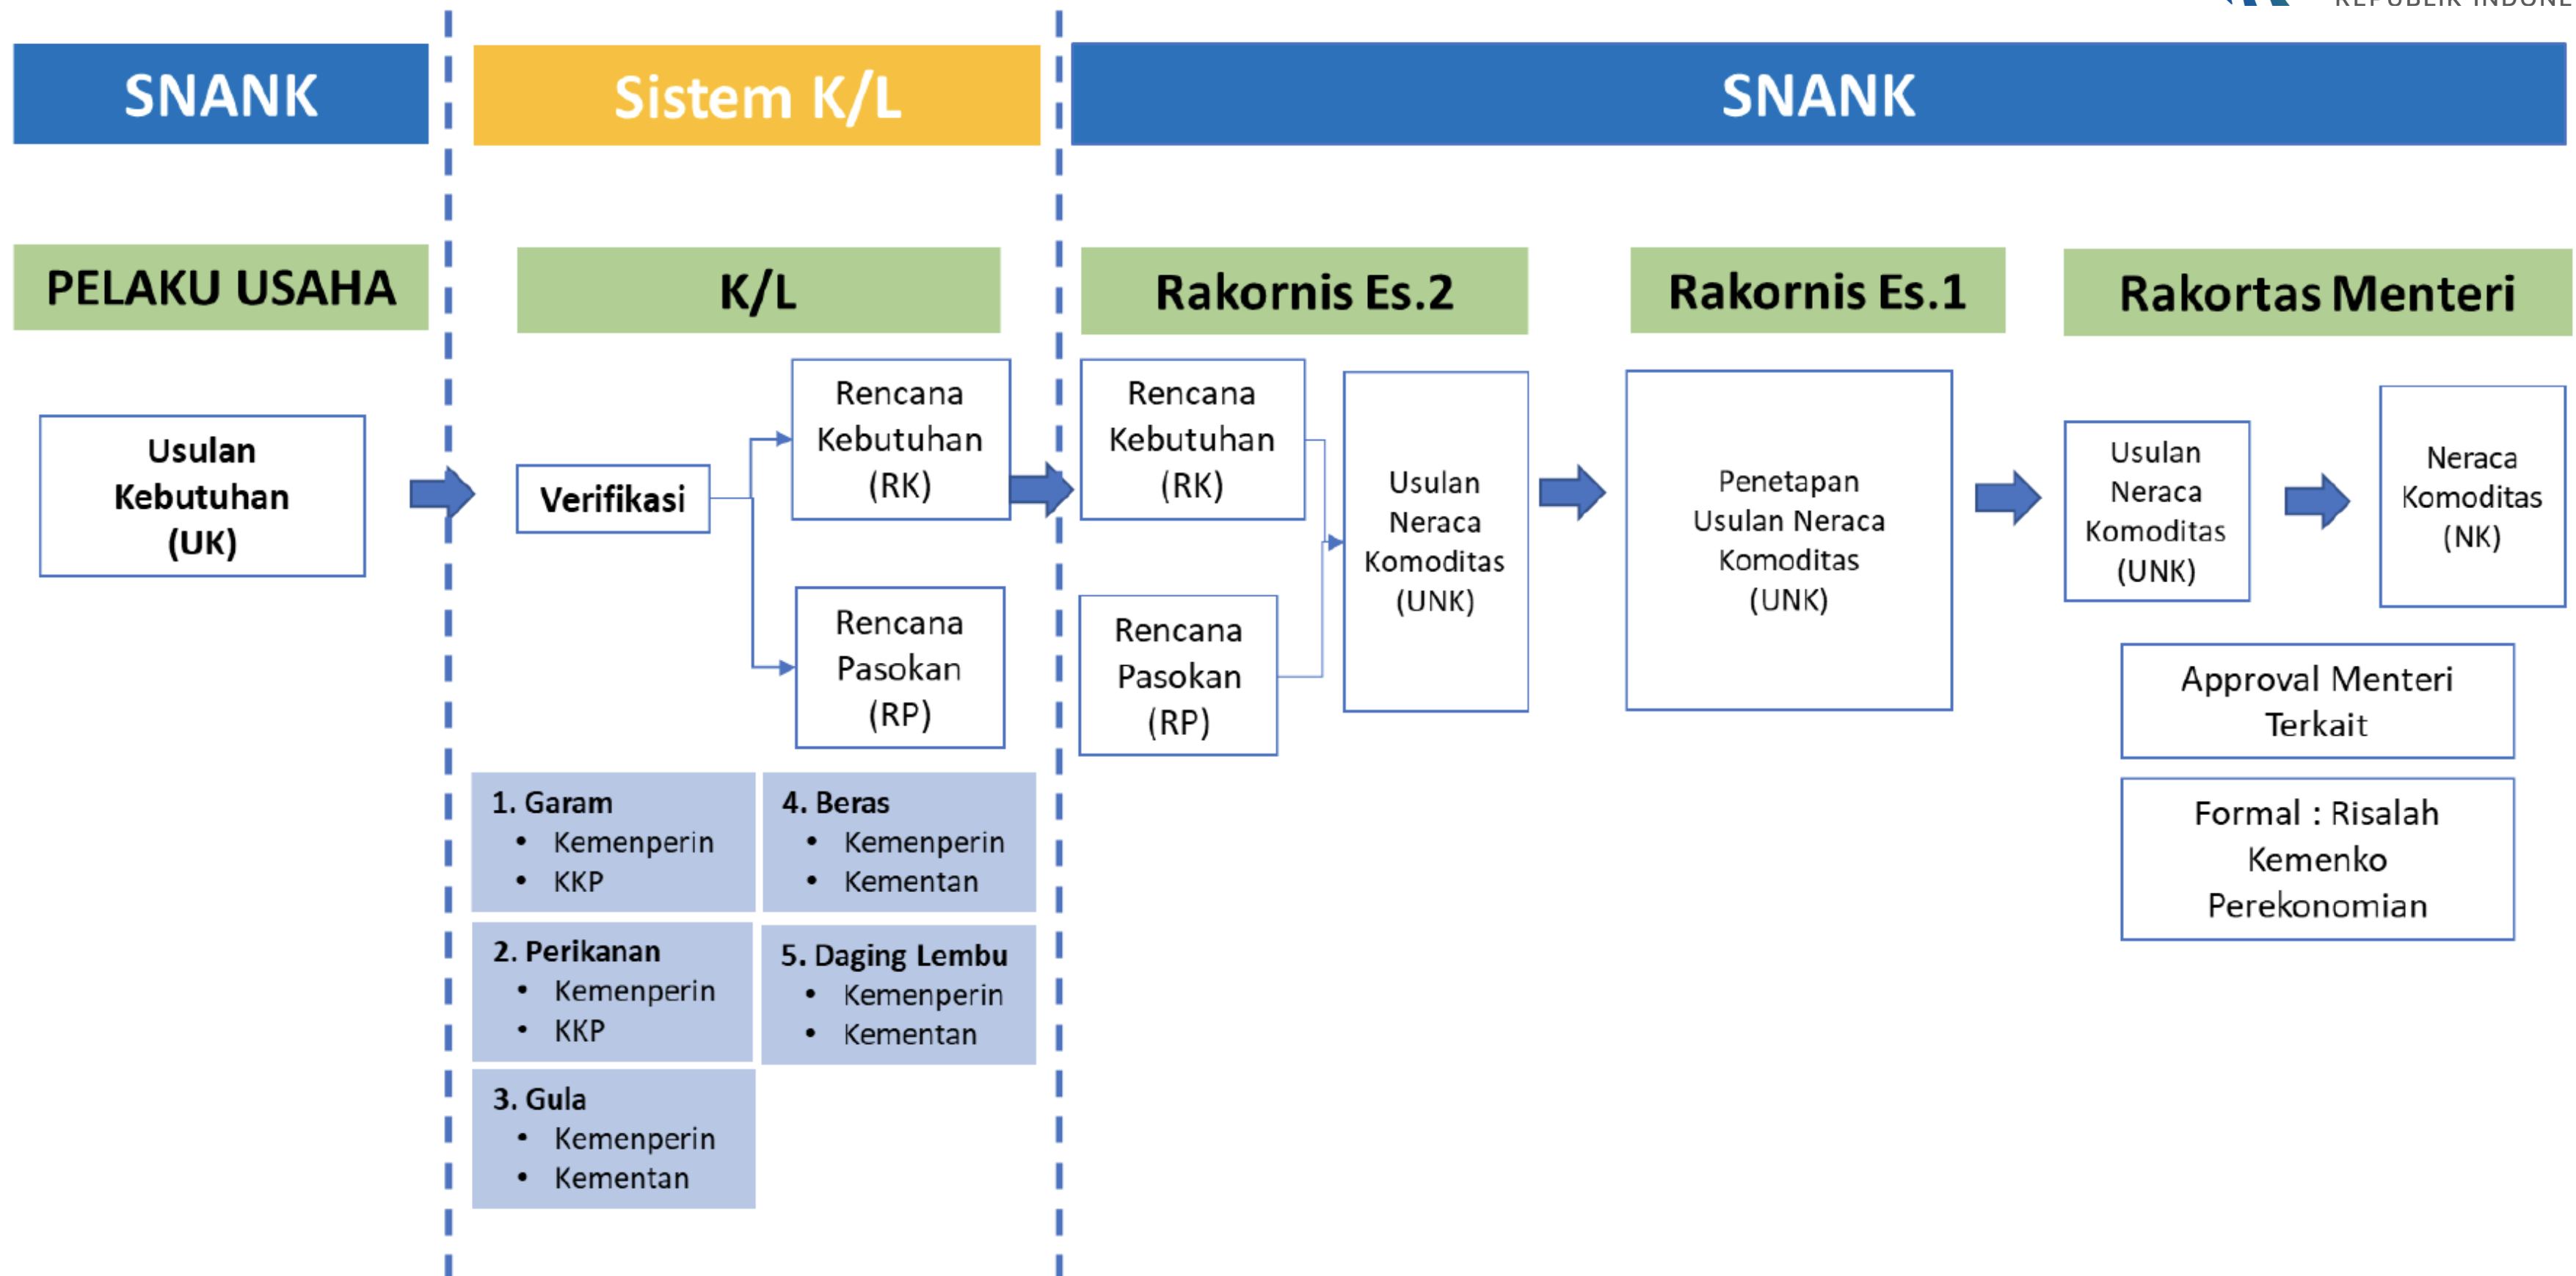 SNANK
Sistem K/L
SNANK
PELAKU USAHA
K/L
Rakornis Es.2
Rakornis Es.1
Rakortas Menteri
Usulan
Kebutuhan
(UK)
Verifikasi
Rencana
Kebutuhan
(RK)
Rencana
Pasokan
(RP)
Rencana
Kebutuhan
(RK)
Rencana
Pasokan
(RP)
Usulan
Neraca
Komoditas
(UNK)
Penetapan
Usulan Neraca
Komoditas
(UNK)
Usulan
Neraca
Komoditas
(UNK)
Neraca
Komoditas
(NK)
Approval Menteri
Terkait
Formal : Risalah
Kemenko
Perekonomian
1. Garam
• Kemenperin
• KKP
2. Perikanan
• Kemenperin
• KKP
3. Gula
• Kemenperin
• Kementan
4. Beras
• Kemenperin
• Kementan
5. Daging Lembu
• Kemenperin
• Kementan